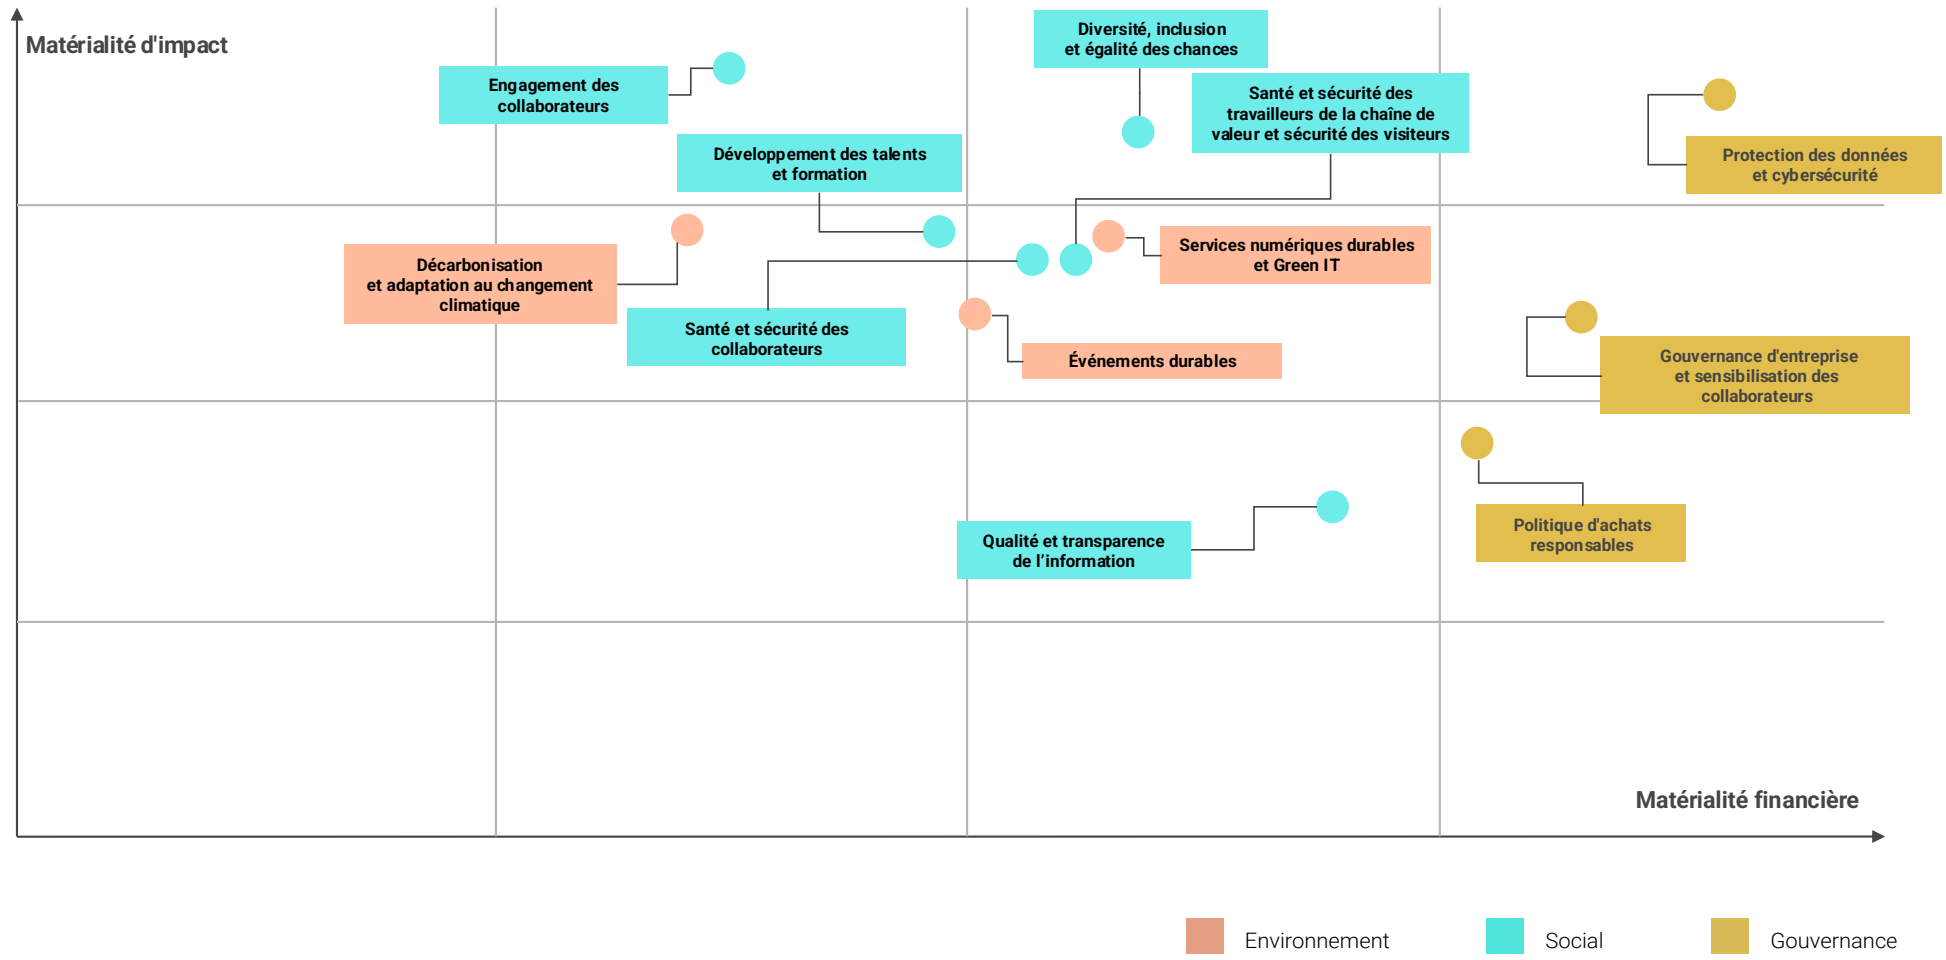 Matérialité d'impact
Engagement des
collaborateurs
Diversité, inclusion
et égalité des chances
Santé et sécurité des
travailleurs de la chaîne de
valeur et sécurité des visiteurs
Protection des données
et cybersécurité
Développement des talents
et formation
Décarbonisation
et adaptation au changement
climatique
Services numériques durables
et Green IT
Santé et sécurité des
collaborateurs
Événements durables
Gouvernance d'entreprise
et sensibilisation des
collaborateurs
Politique d'achats
responsables
Qualité et transparence
de l’information
Matérialité financière
Environnement
Social
Gouvernance